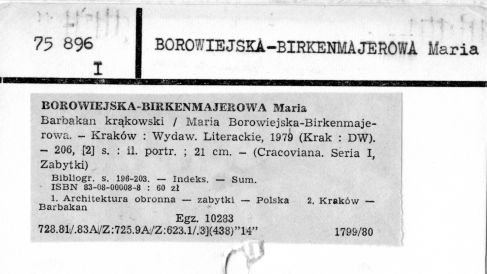 75 896
I
BOROWIEJSKA-BIRKENMAJEROWA Maria
BOROWIEJSKA-BIRKENMAJEROWA Maria
Barbakan krąkowski / Maria Borowiejska-Birkenmaje-
rowa. — Kraków : Wydaw. Literackie, 1979 (Krak : DW).
— 206, [2] s. : il. portr. ; 21 cm. — (Cracoviana. Seria I,
Zabytki)
Bibliogr. s. 196-203. — Indeks. — Sum.
ISBN 83-08-00008-8 : 60 zł
1. Architektura obronna — zabytki — Polska 2. Kraków —
Barbakan
Egz. 10283
728.81/.83A/Z:725.9A/Z:623.1/.3](438)"14" 1799/80